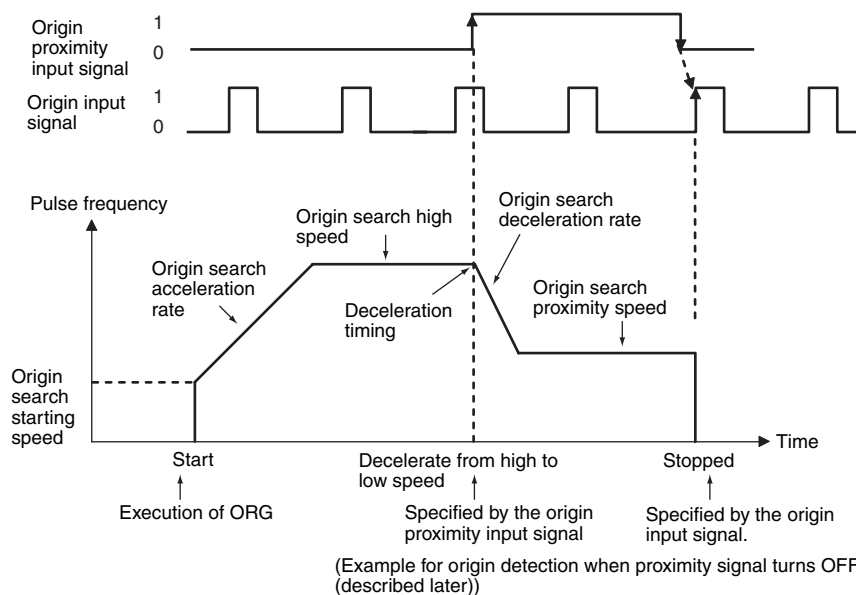 Origin
proximity
input signal
1
0
Origin input
signal
1
0
Pulse frequency
Origin search high
speed
Origin search
deceleration rate
Origin search
acceleration
rate
Deceleration
timing
Origin search
proximity speed
Origin
search
starting
speed
Time
Start
Decelerate from high to
low speed
Stopped
Execution of ORG
Specified by the origin
proximity input signal
Specified by the origin
input signal.
(Example for origin detection when proximity signal turns OFF
(described later))